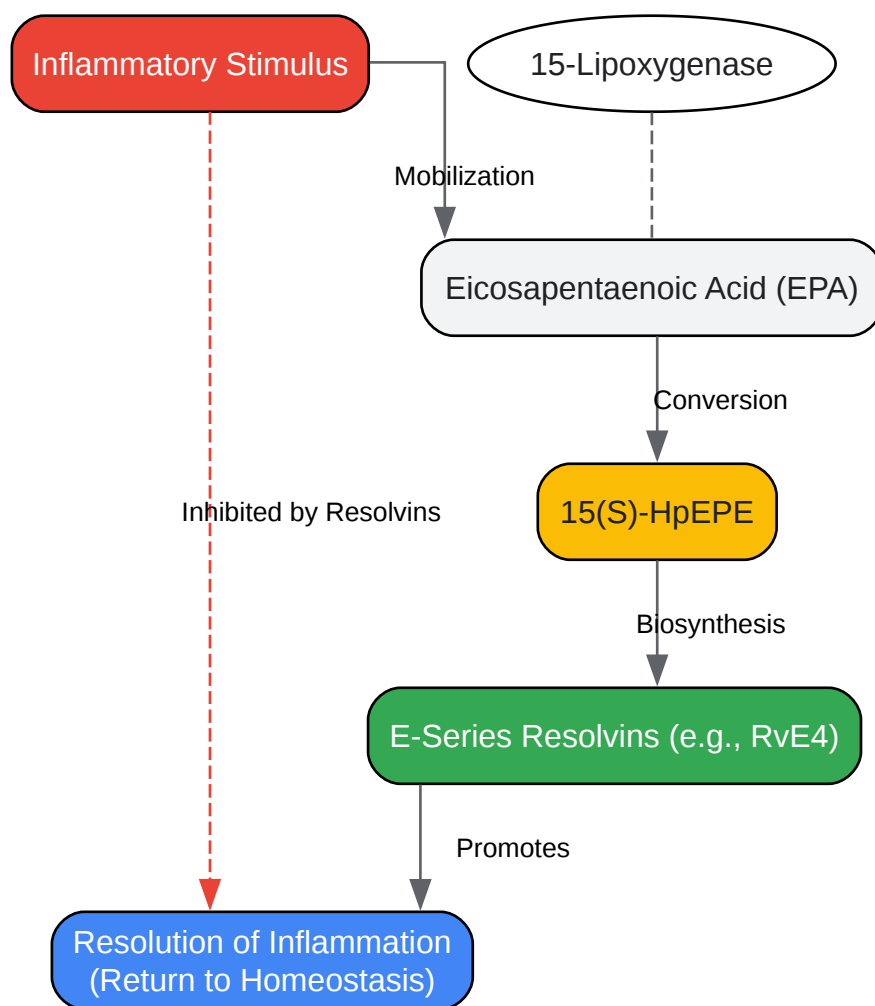 Inflammatory Stimulus
15-Lipoxygenase
Mobilization
Eicosapentaenoic Acid (EPA)
Conversion
15(S)-HpEPE
Inhibited by Resolvins
Biosynthesis
E-Series Resolvins (e.g., RvE4)
Promotes
Resolution of Inflammation
(Return to Homeostasis)